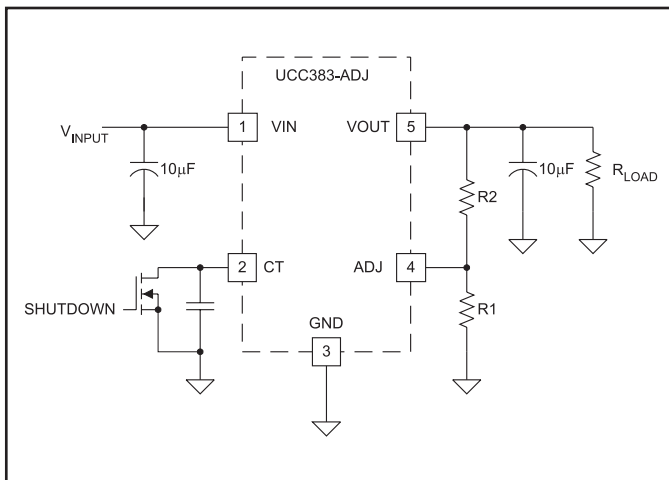 UCC383-ADJ
V_INPUT 1 VIN VOUT 5
10μF R2 10μF R_LOAD
2 CT ADJ 4
SHUTDOWN R1
GND
3